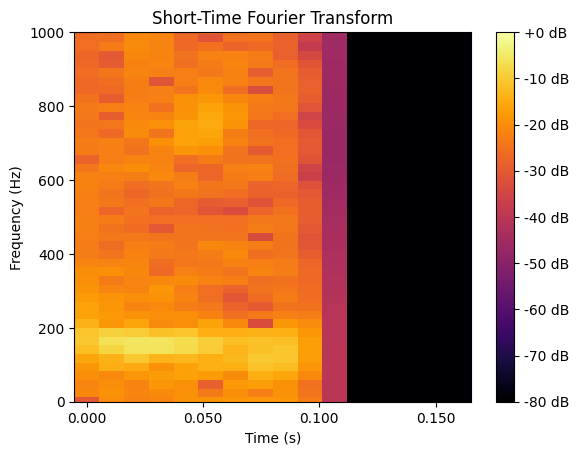 Short-Time Fourier Transform
Frequency (Hz)
1000
800
600
400
200
0
0.000
0.050
0.100
0.150
Time (s)
+0 dB
-10 dB
-20 dB
-30 dB
-40 dB
-50 dB
-60 dB
-70 dB
-80 dB